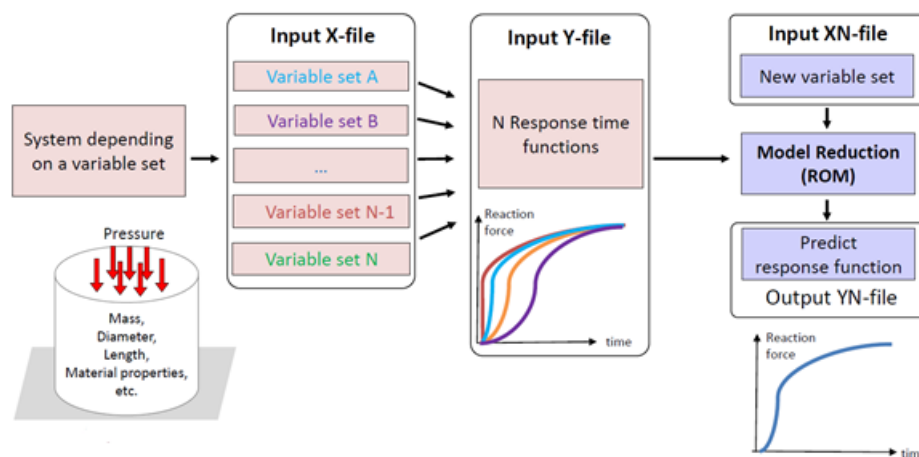 System depending
on a variable set
Pressure
Mass,
Diameter,
Length,
Material properties,
etc.
Input X-file
Variable set A
Variable set B
...
Variable set N-1
Variable set N
Input Y-file
N Response time
functions
Reaction
force
time
Input XN-file
New variable set
Model Reduction
(ROM)
Predict
response function
Output YN-file
Reaction
force
time